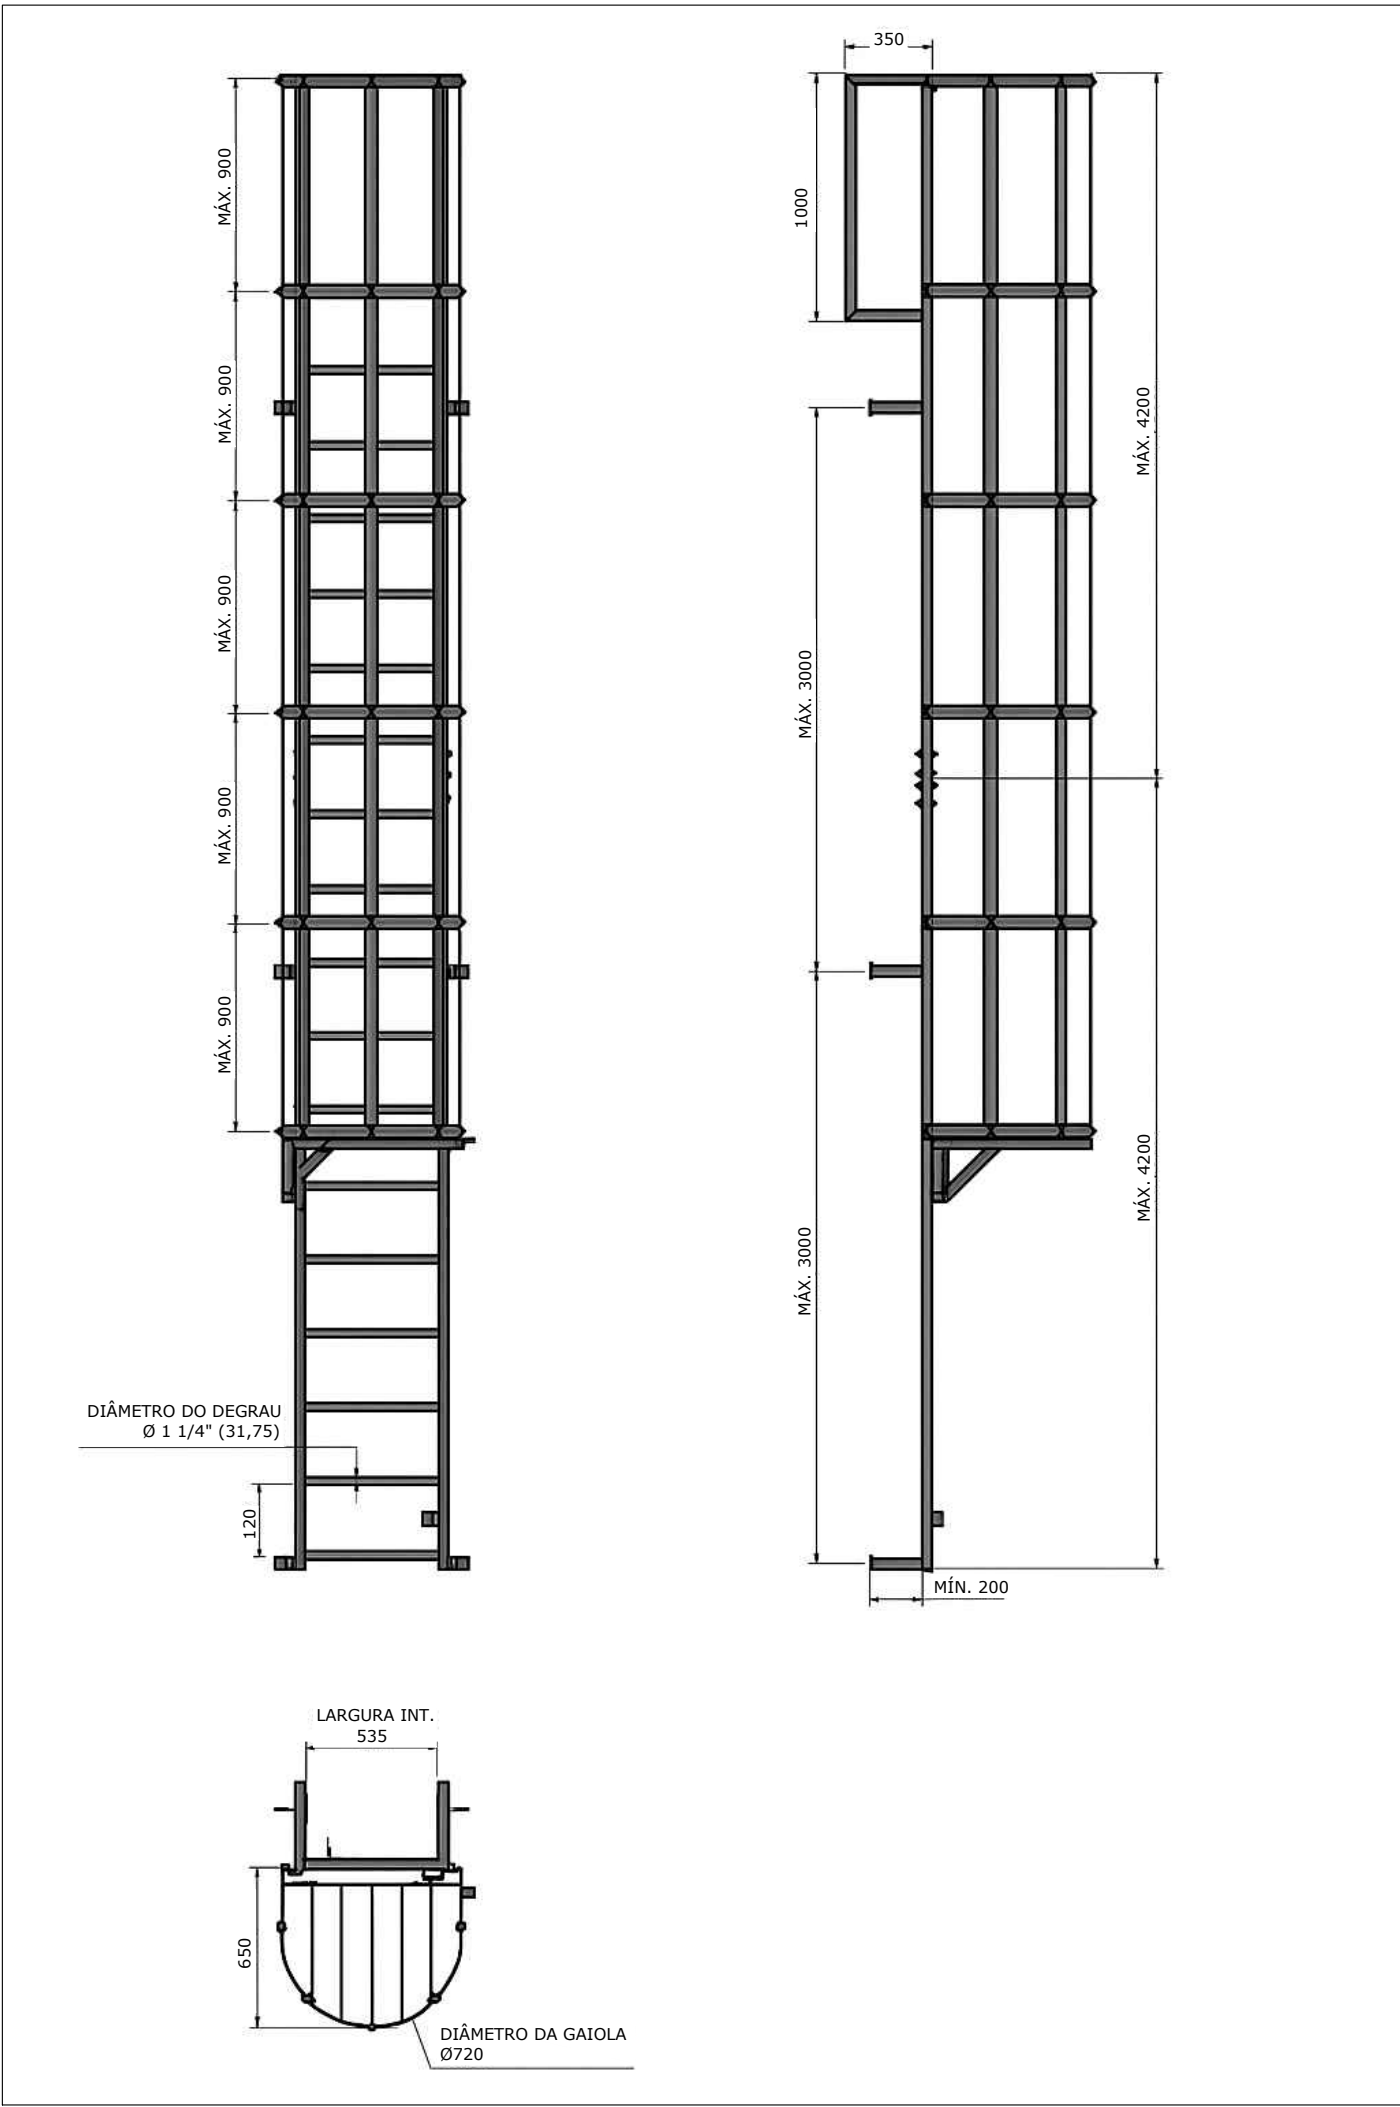 350
MÁX. 900
1000
MÁX. 900
MÁX. 4200
MÁX. 900
MÁX. 3000
MÁX. 900
MÁX. 900
MÁX. 4200
MÁX. 3000
DIÂMETRO DO DEGRAU
Ø 1 1/4" (31,75)
120
MÍN. 200
LARGURA INT.
535
650
DIÂMETRO DA GAIOLA
Ø720